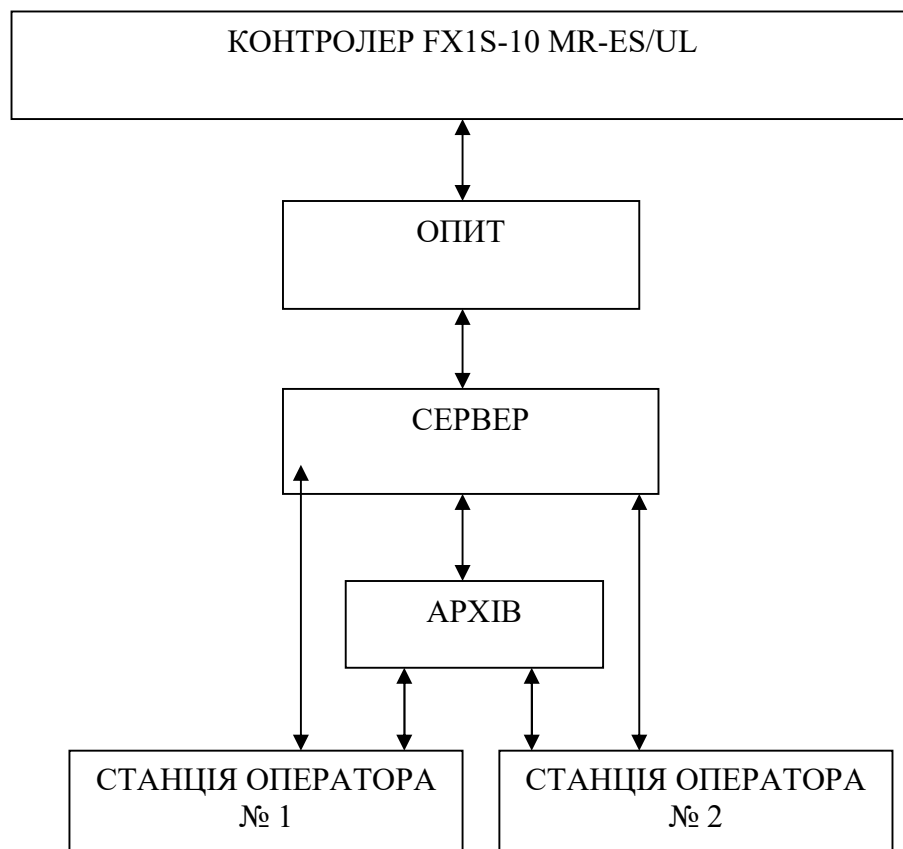 КОНТРОЛЕР FX1S-10 MR-ES/UL
ОПИТ
СЕРВЕР
АРХІВ
СТАНЦІЯ ОПЕРАТОРА
№ 1
СТАНЦІЯ ОПЕРАТОРА
№ 2